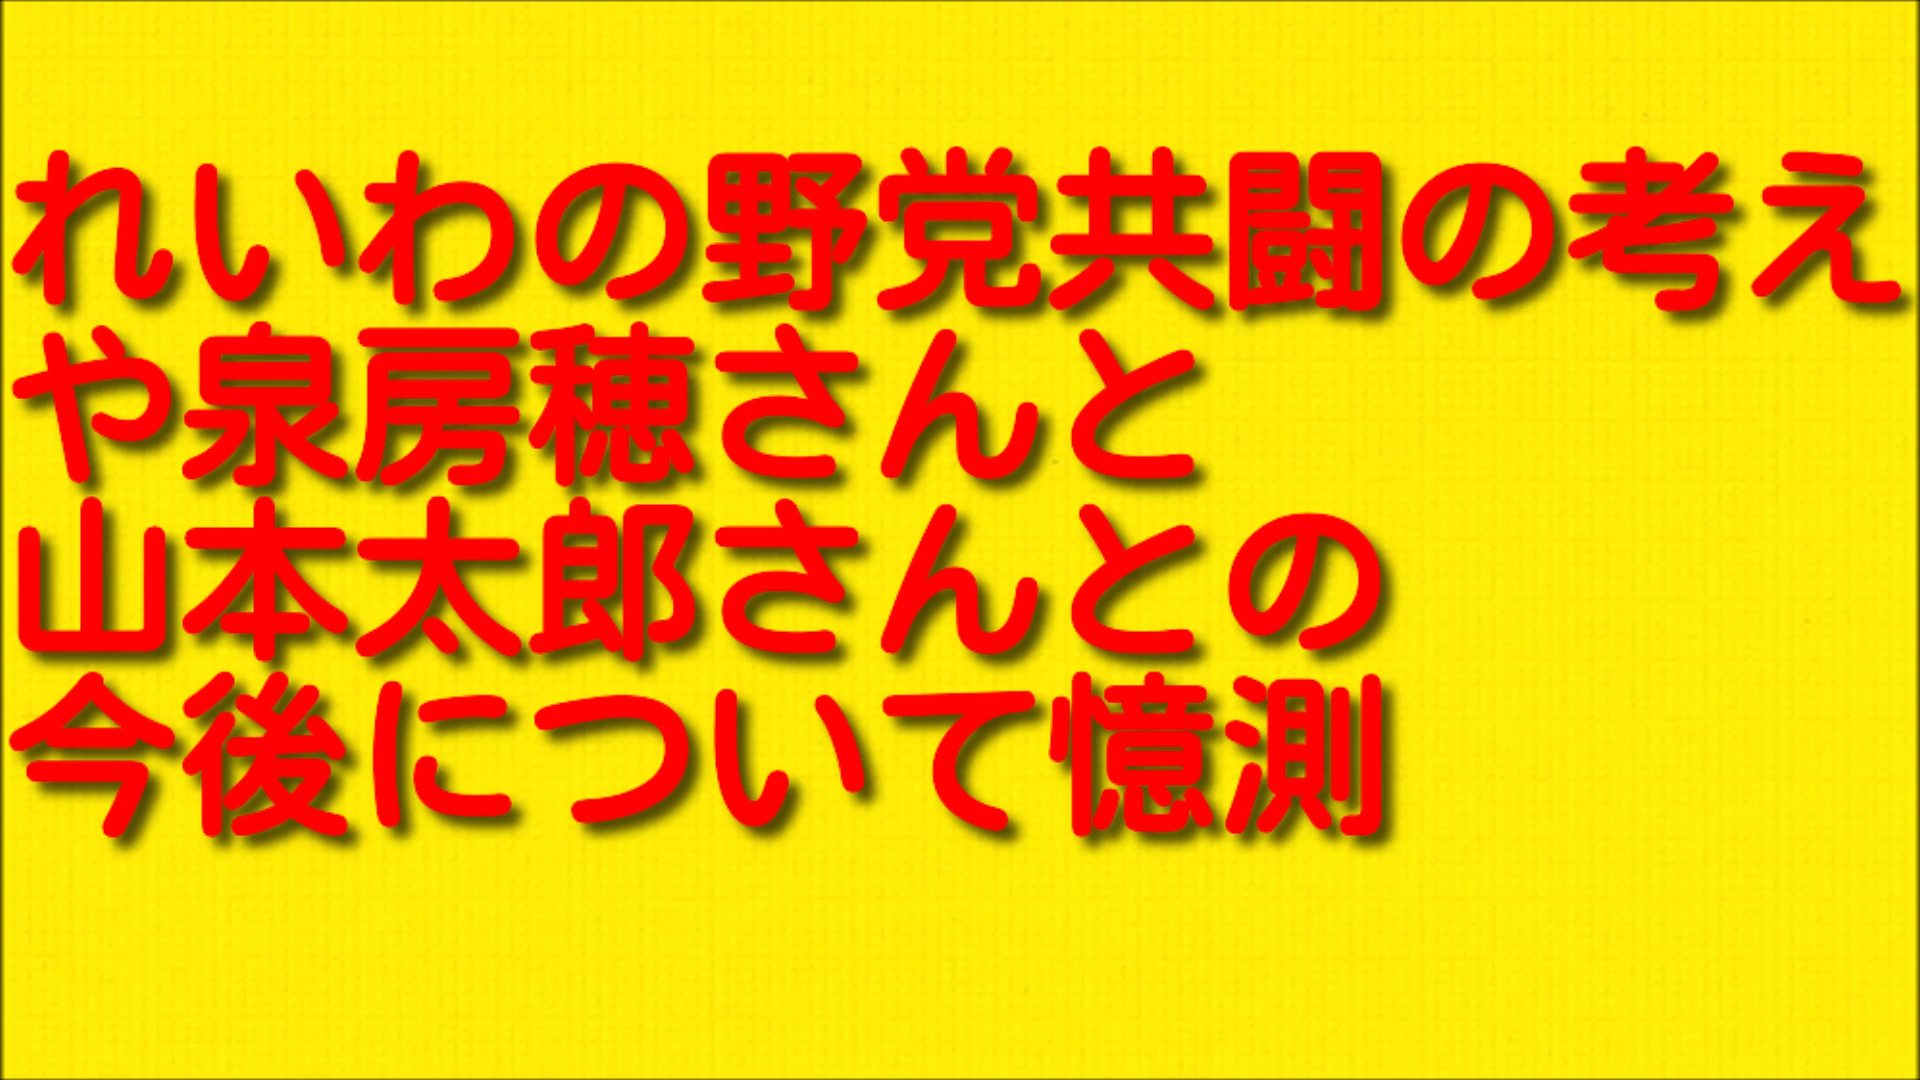 れいわの野党共闘の考え
や泉房穂さんと
山本太郎さんとの
今後について憶測